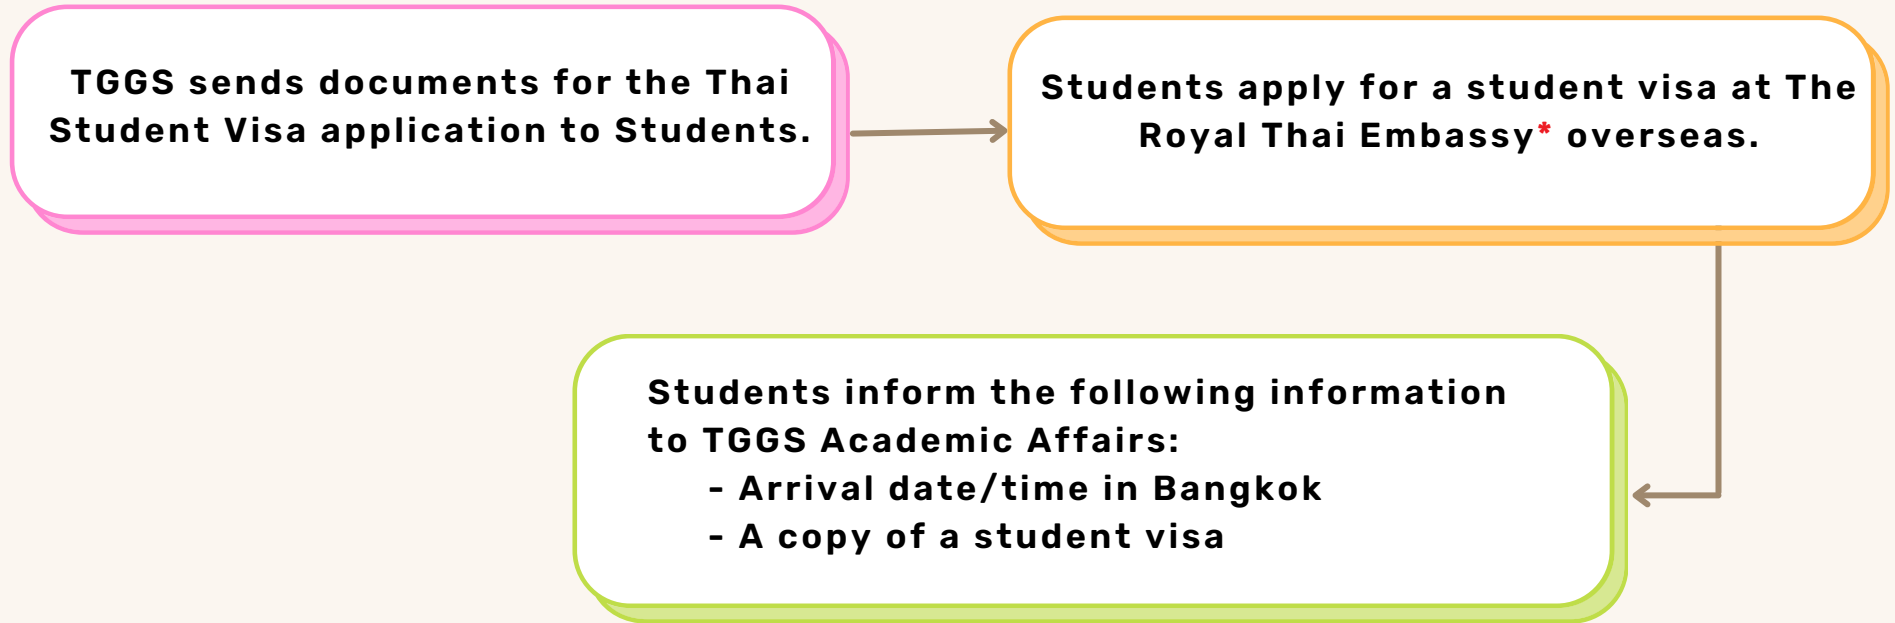 TGGS sends documents for the Thai
Student Visa application to Students.
Students apply for a student visa at The
Royal Thai Embassy* overseas.
Students inform the following information
to TGGS Academic Affairs:
- Arrival date/time in Bangkok
- A copy of a student visa